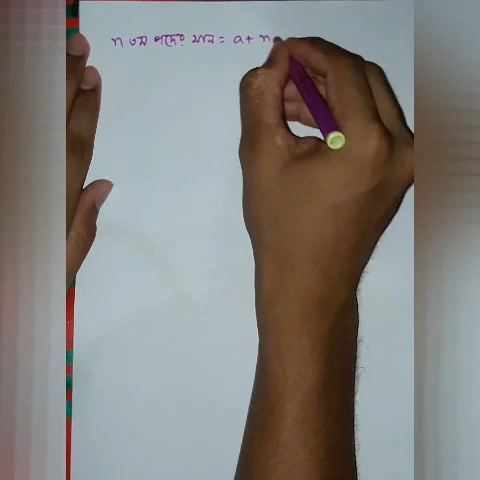 n তম পদের মান = a + n